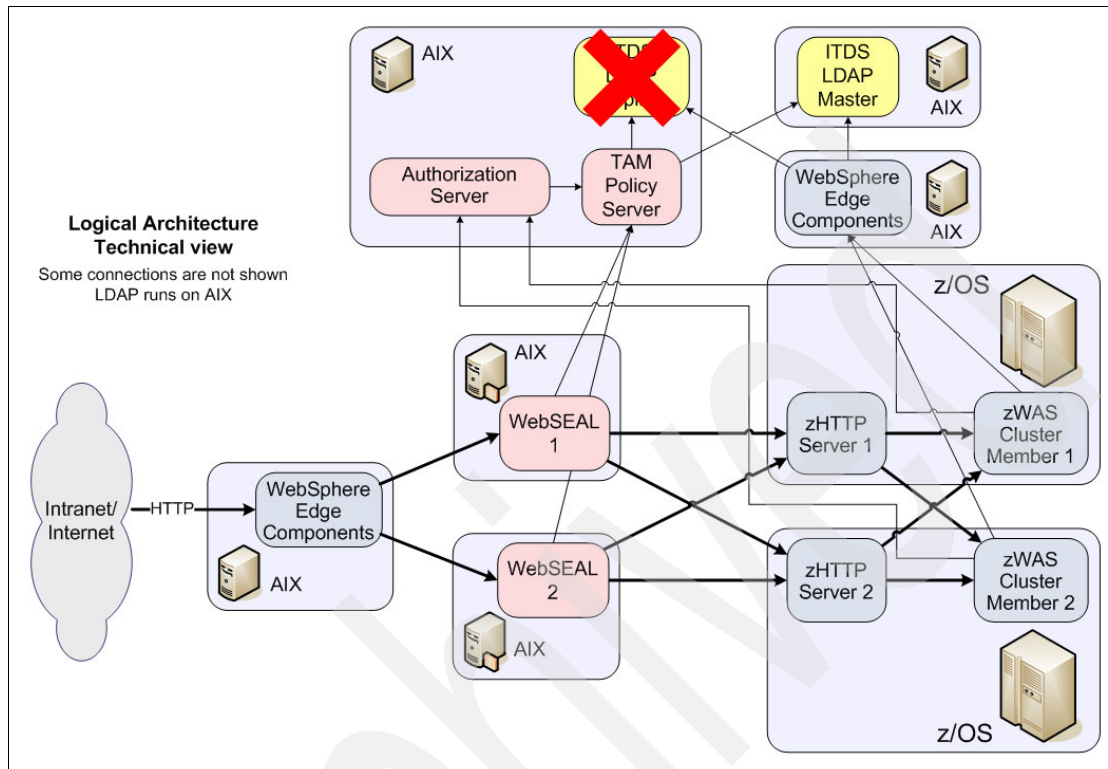 AIX
ITDS
LDAP
Master
AIX
Authorization
Server
TAM
Policy
Server
WebSphere
Edge
Components
AIX
Logical Architecture
Technical view
Some connections are not shown
LDAP runs on AIX
z/OS
AIX
WebSEAL
1
zHTTP
Server 1
zWAS
Cluster
Member 1
Intranet/
Internet
HTTP
WebSphere
Edge
Components
AIX
WebSEAL
2
AIX
zHTTP
Server 2
zWAS
Cluster
Member 2
z/OS